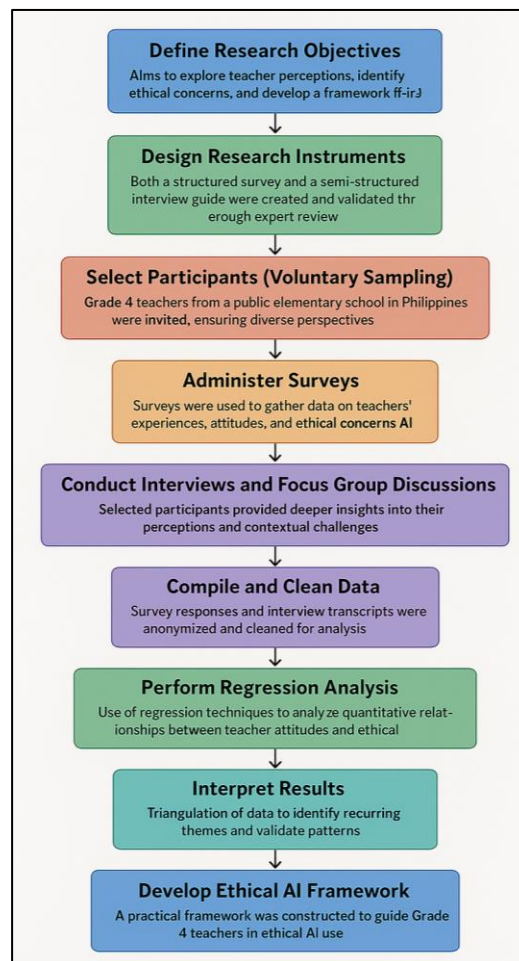 Define Research Objectives
Aims to explore teacher perceptions, identify
ethical concerns, and develop a framework
Design Research Instruments
Both a structured survey and a semi-structured
interview guide were created and validated thr
erough expert review
Select Participants (Voluntary Sampling)
Grade 4 teachers from a public elementary school in Philippines
were invited, ensuring diverse perspectives
Administer Surveys
Surveys were used to gather data on teachers'
experiences, attitudes, and ethical concerns AI
Conduct Interviews and Focus Group Discussions
Selected participants provided deeper insights into their
perceptions and contextual challenges
Compile and Clean Data
Survey responses and interview transcripts were
anonymized and cleaned for analysis
Perform Regression Analysis
Use of regression techniques to analyze quantitative rela-
tionships between teacher attitudes and ethical
Interpret Results
Triangulation of data to identify recurring
themes and validate patterns
Develop Ethical AI Framework
A practical framework was constructed to guide Grade
4 teachers in ethical AI use